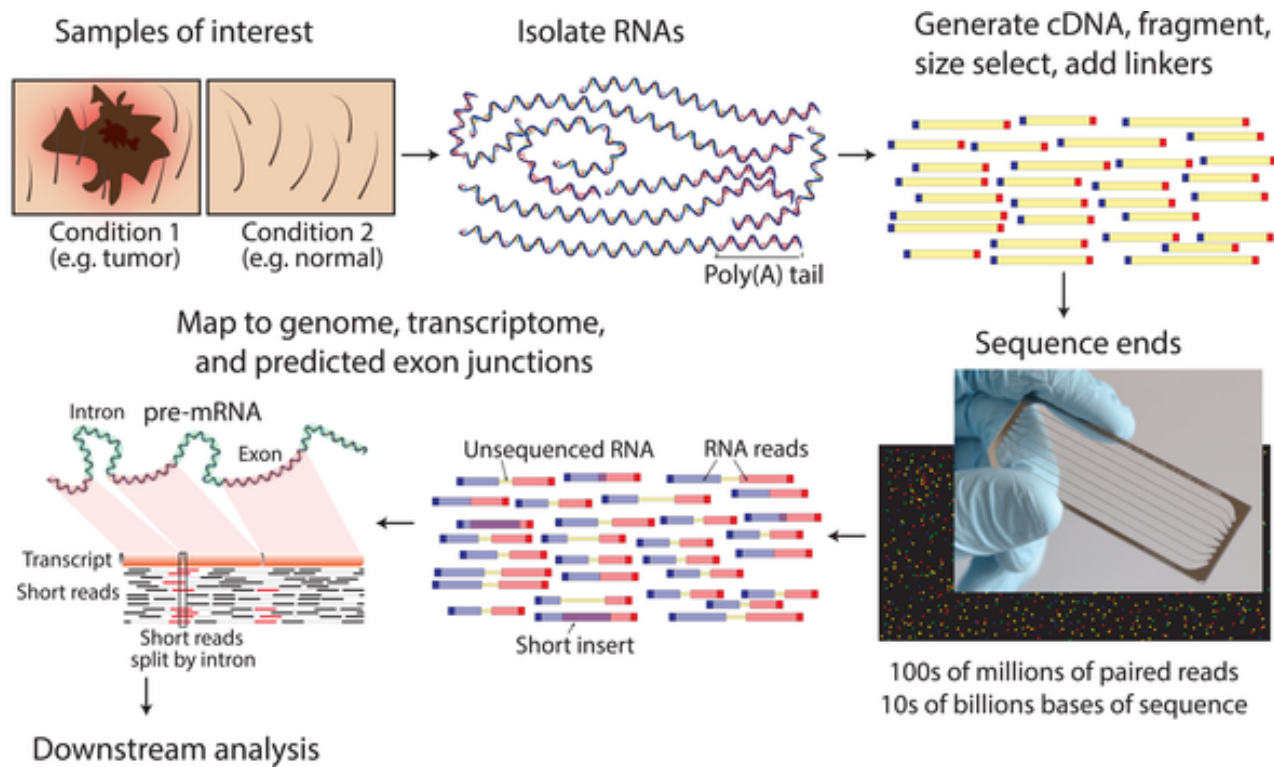 Samples of interest
Condition 1
(e.g. tumor)
Condition 2
(e.g. normal)
Isolate RNAs
Poly(A) tail
Generate cDNA, fragment,
size select, add linkers
Sequence ends
100s of millions of paired reads
10s of billions bases of sequence
Unsequenced RNA
RNA reads
Short insert
Map to genome, transcriptome,
and predicted exon junctions
Intron
pre-mRNA
Exon
Transcript
Short reads
Short reads
split by intron
Downstream analysis